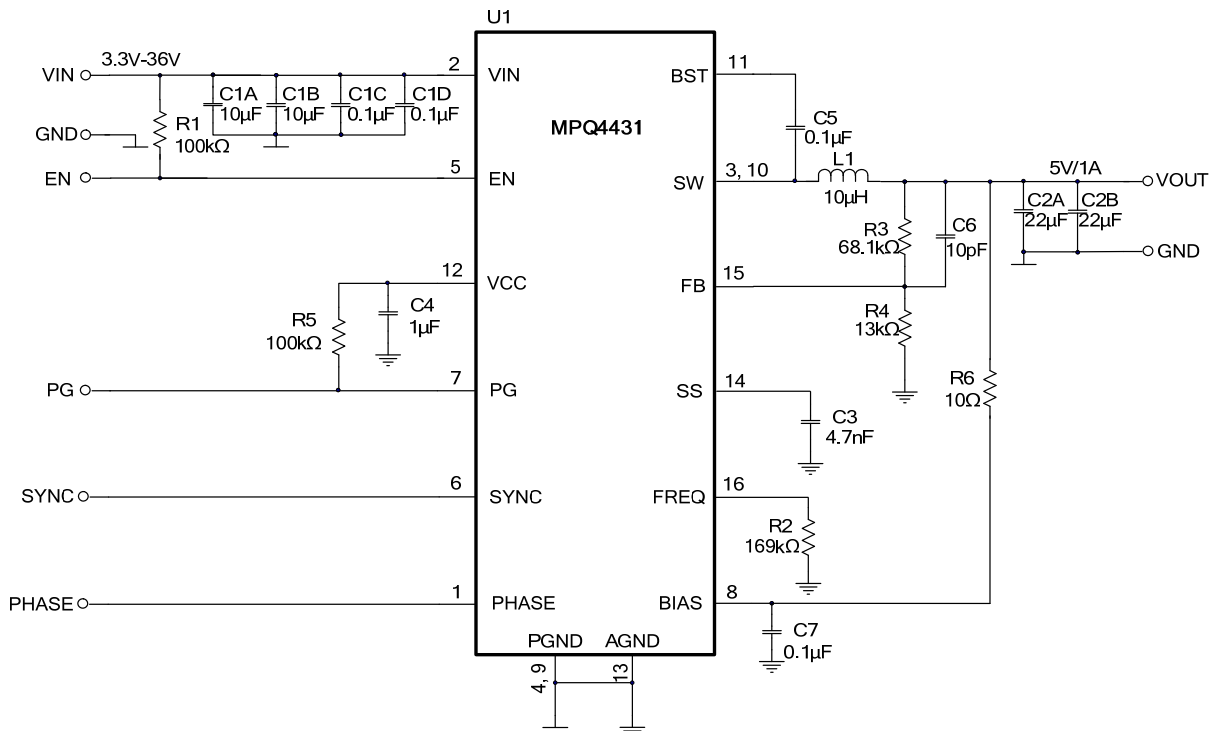 U1
3.3V-36V
VIN
2
VIN
C1A
10µF
C1B
10µF
C1C
0.1µF
C1D
0.1µF
R1
100kΩ
GND
EN
5
EN
12
VCC
C4
1µF
R5
100kΩ
PG
7
PG
SYNC
6
SYNC
PHASE
1
PHASE
MPQ4431
PGND
AGND
4, 9
13
BST
11
C5
0.1µF
SW
3, 10
L1
10µH
5V/1A
VOUT
C2A
22µF
C2B
22µF
GND
R3
68.1kΩ
C6
10pF
FB
15
R4
13kΩ
R6
10Ω
SS
14
C3
4.7nF
FREQ
16
R2
169kΩ
BIAS
8
C7
0.1µF